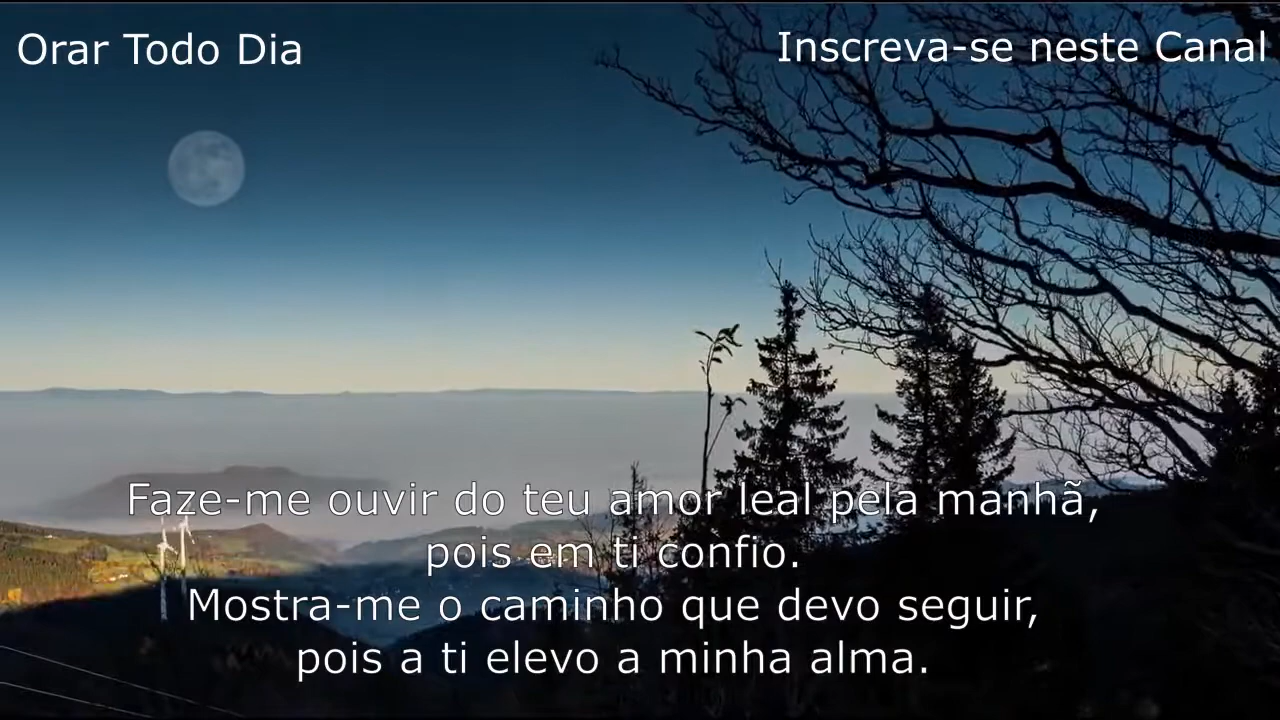 Orar Todo Dia
Inscreva-se neste Canal
Faze-me ouvir do teu amor leal pela manhã,
pois em ti confio.
Mostra-me o caminho que devo seguir,
pois a ti elevo a minha alma.